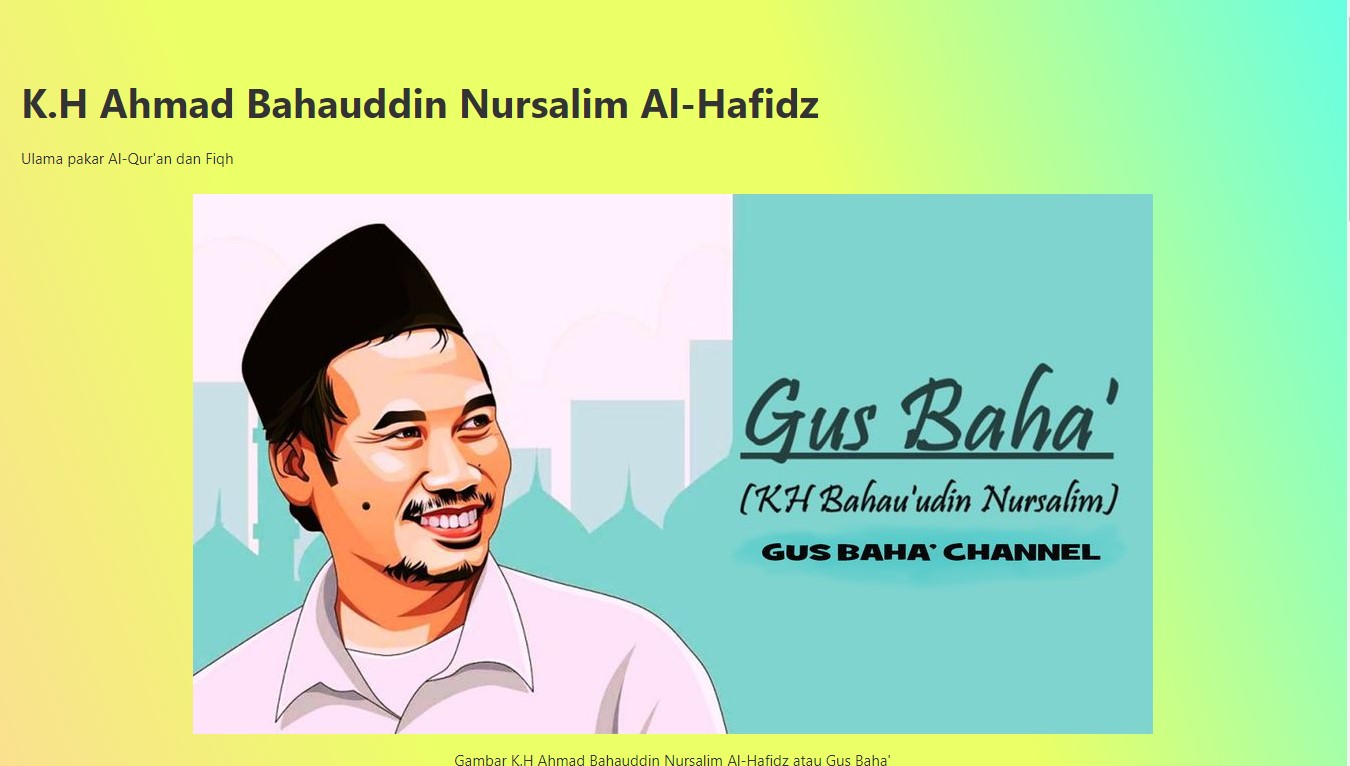 K.H Ahmad Bahauddin Nursalim Al-Hafidz
Ulama pakar Al-Qur'an dan Fiqh
Gus Baha'
(KH Bahau'udin Nursalim)
GUS BAHA' CHANNEL
Gambar K.H Ahmad Bahauddin Nursalim Al-Hafidz atau Gus Baha'